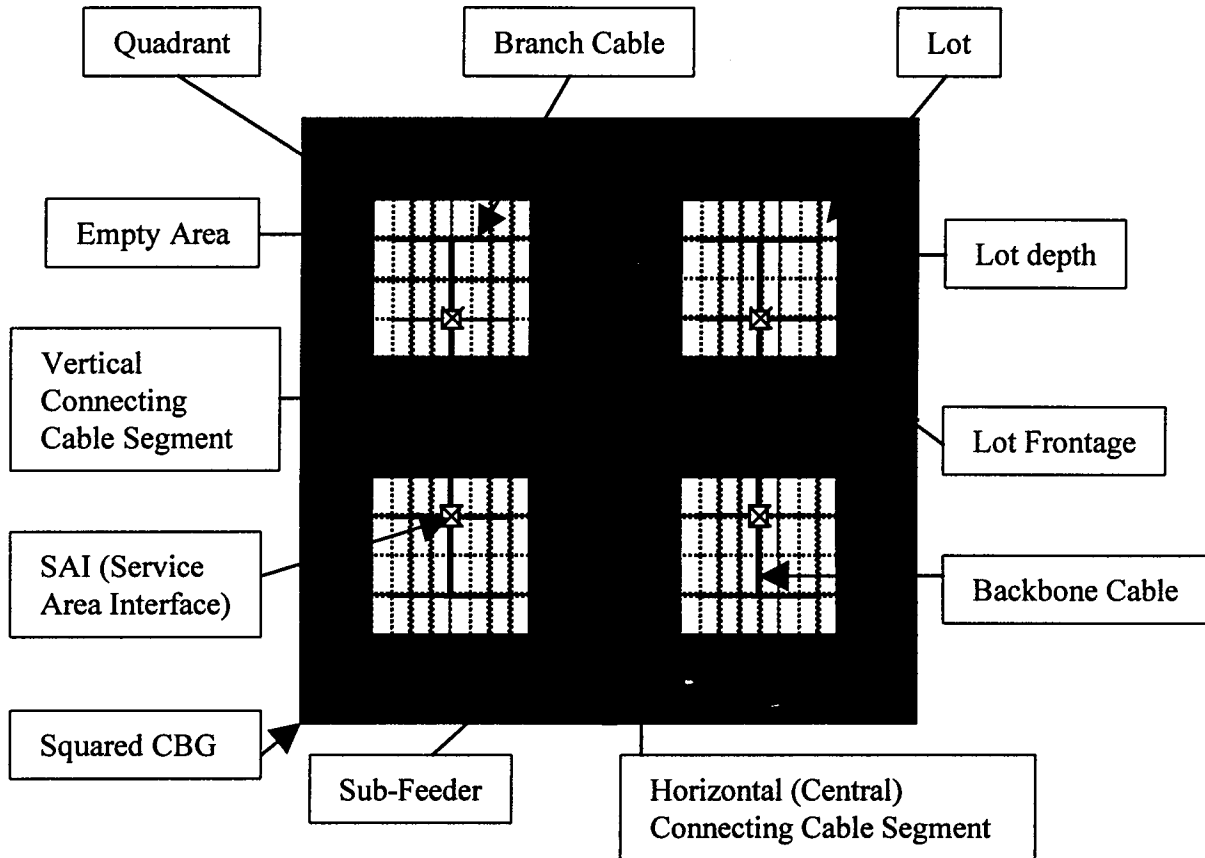 Quadrant
Branch Cable
Lot
Empty Area
Lot depth
Vertical
Connecting
Cable Segment
Lot Frontage
SAI (Service
Area Interface)
Backbone Cable
Squared CBG
Sub-Feeder
Horizontal (Central)
Connecting Cable Segment